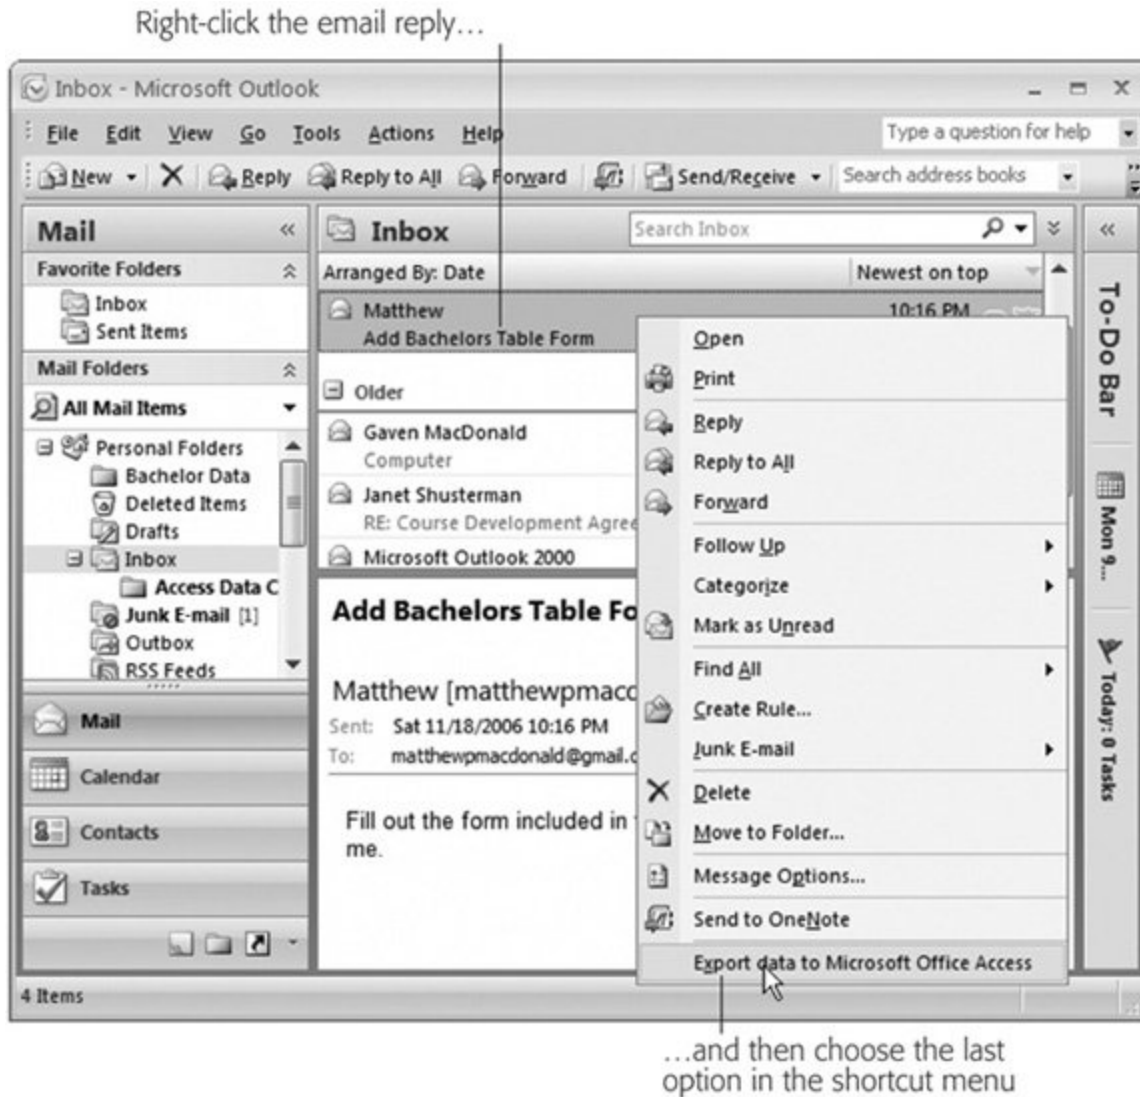 Right-click the email reply...
Inbox - Microsoft Outlook
File Edit View Go Tools Actions Help
Type a question for help
New Reply Reply to All Forward Send/Receive Search address books
Mail
Favorite Folders
Inbox
Sent Items
Mail Folders
All Mail Items
Personal Folders
Bachelor Data
Deleted Items
Drafts
Inbox
Access Data C
Junk E-mail [1]
Outbox
RSS Feeds
Mail
Calendar
Contacts
Tasks
4 Items
Inbox
Search Inbox
Arranged By: Date Newest on top
Matthew 10:16 PM
Add Bachelors Table Form
Older
Gaven MacDonald
Computer
Janet Shusterman
RE: Course Development Agree
Microsoft Outlook 2000
Add Bachelors Table Fo
Matthew [matthewpmacd
Sent: Sat 11/18/2006 10:16 PM
To: matthewpmacdonald@gmail.c
Fill out the form included in
me.
Open
Print
Reply
Reply to All
Forward
Follow Up
Categorize
Mark as Unread
Find All
Create Rule...
Junk E-mail
Delete
Move to Folder...
Message Options...
Send to OneNote
Export data to Microsoft Office Access
To-Do Bar
Mon 9...
Today: 0 Tasks
...and then choose the last
option in the shortcut menu